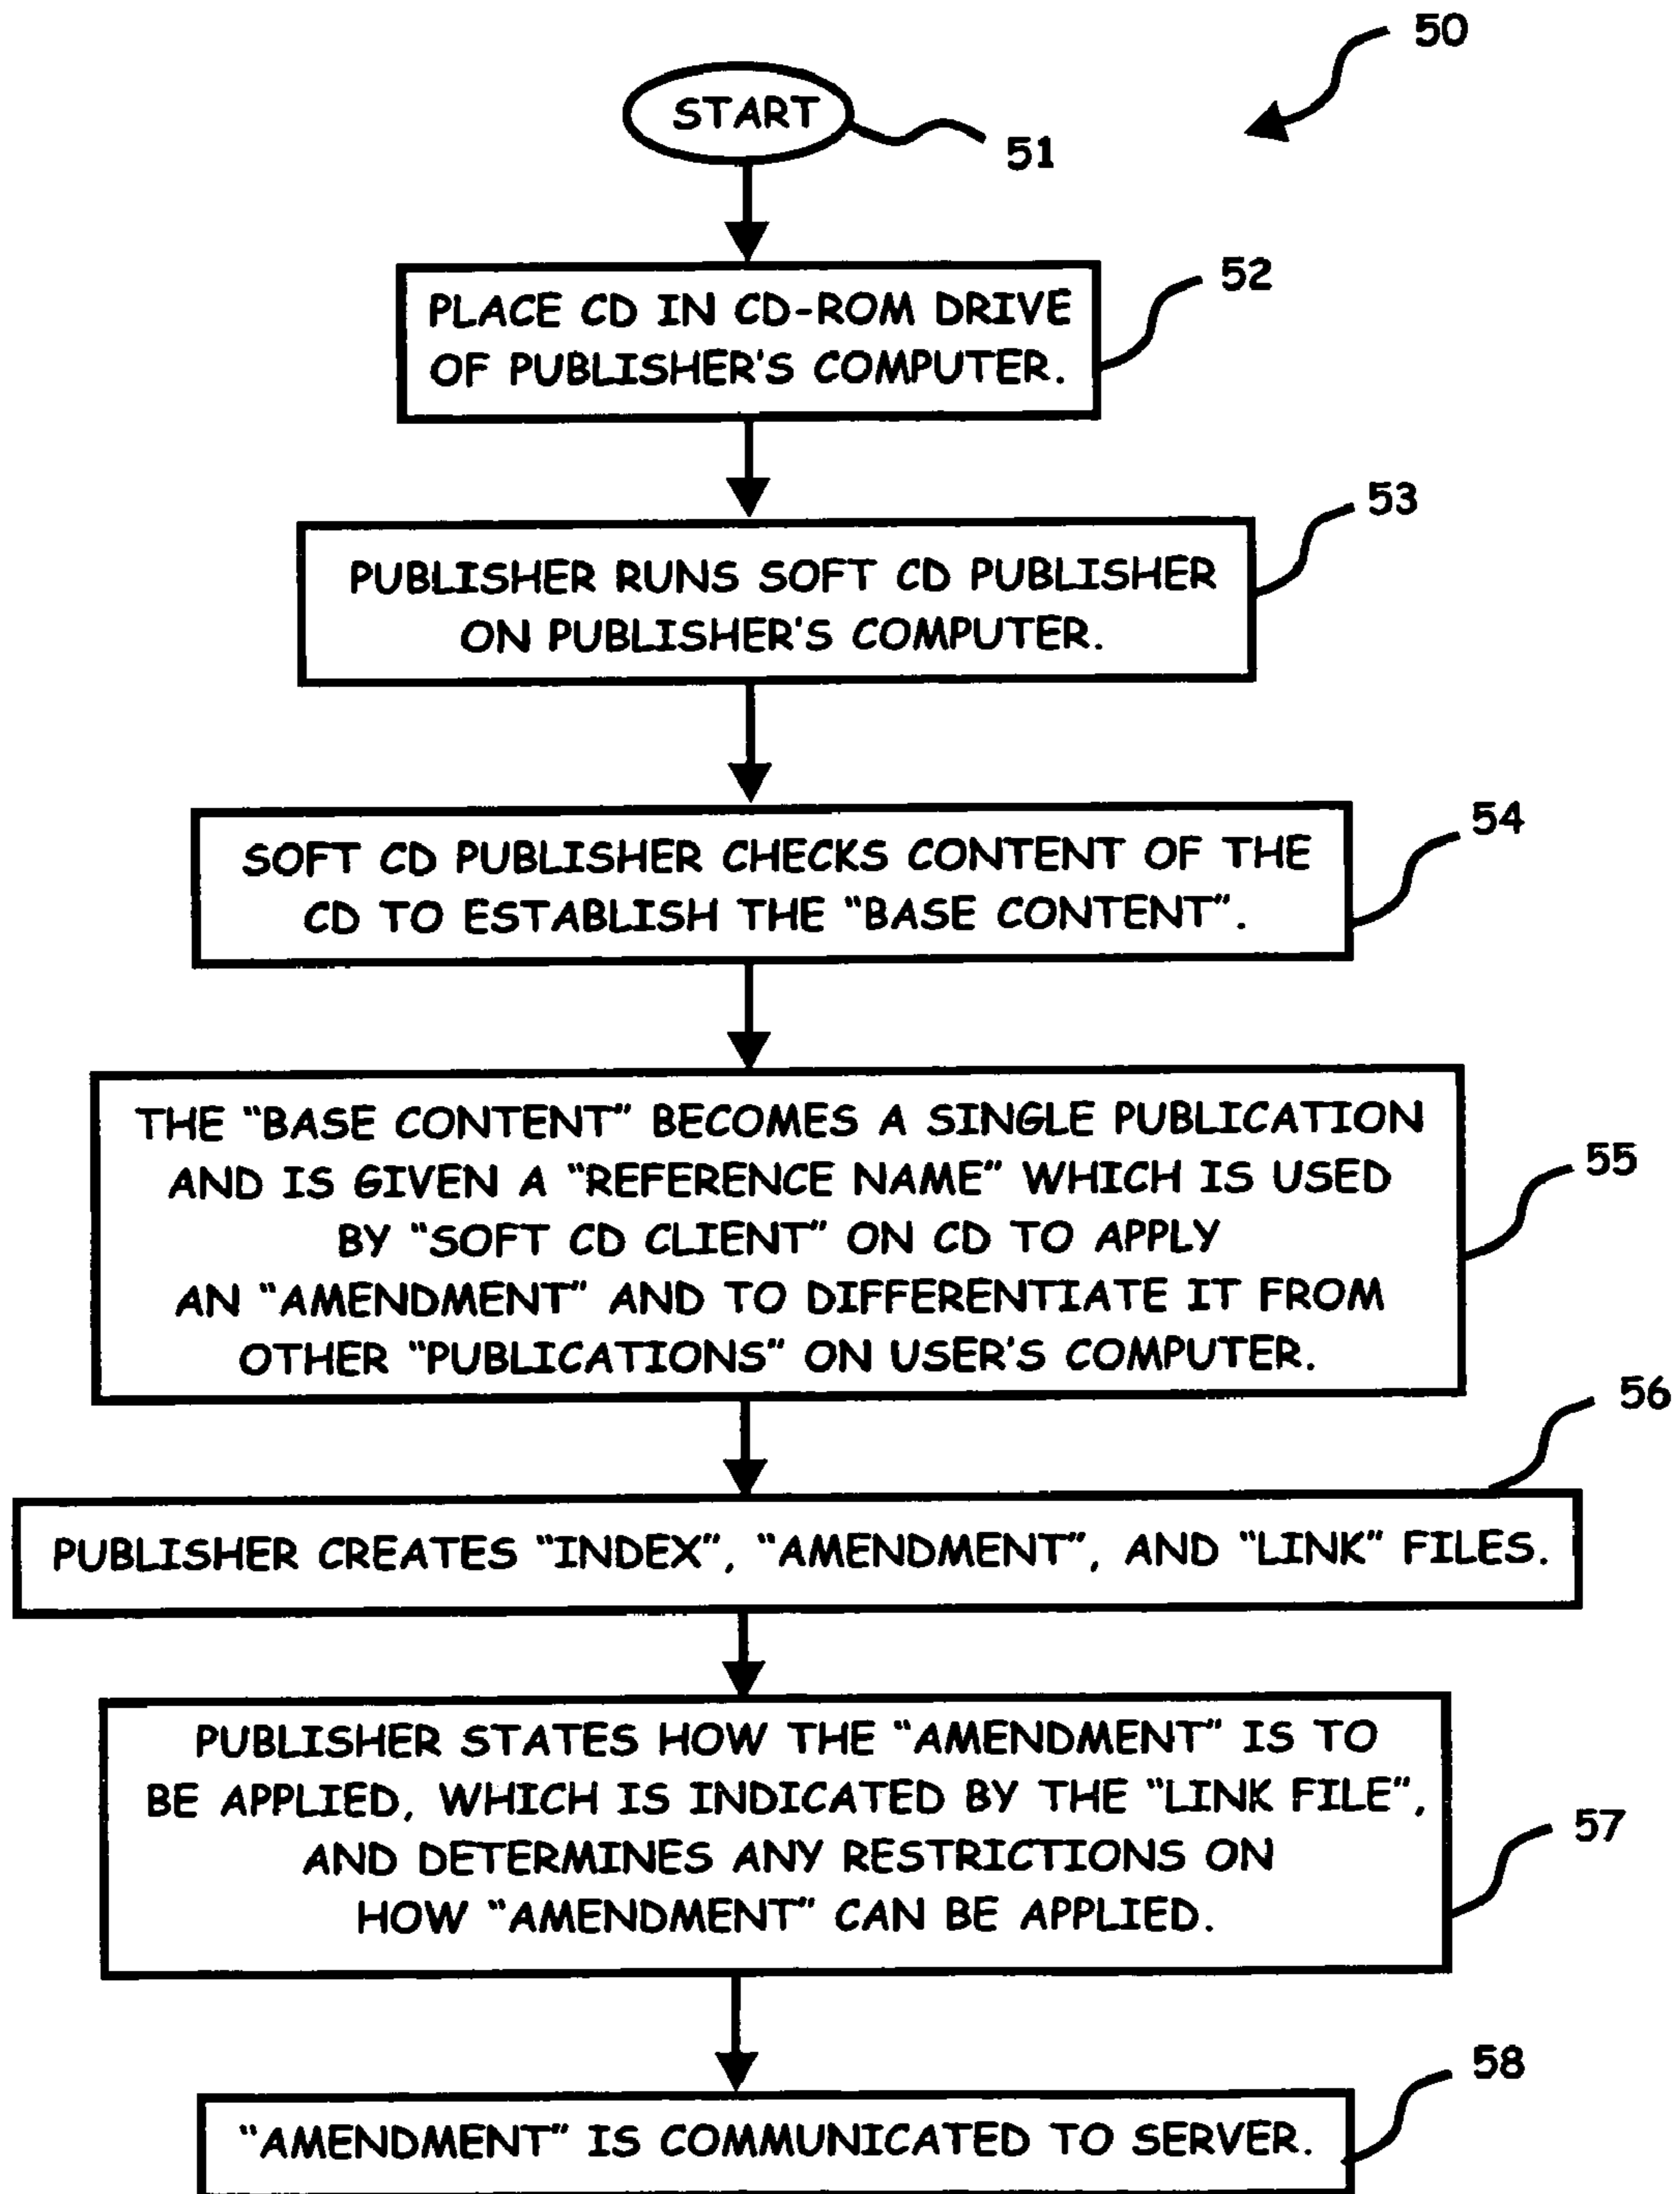 50
START
51
52
PLACE CD IN CD-ROM DRIVE
OF PUBLISHER'S COMPUTER.
53
PUBLISHER RUNS SOFT CD PUBLISHER
ON PUBLISHER'S COMPUTER.
54
SOFT CD PUBLISHER CHECKS CONTENT OF THE
CD TO ESTABLISH THE “BASE CONTENT”.
THE “BASE CONTENT” BECOMES A SINGLE PUBLICATION
AND IS GIVEN A “REFERENCE NAME” WHICH IS USED
BY “SOFT CD CLIENT” ON CD TO APPLY
AN “AMENDMENT” AND TO DIFFERENTIATE IT FROM
OTHER “PUBLICATIONS” ON USER'S COMPUTER.
55
56
PUBLISHER CREATES “INDEX”, “AMENDMENT”, AND “LINK” FILES.
PUBLISHER STATES HOW THE “AMENDMENT” IS TO
BE APPLIED, WHICH IS INDICATED BY THE “LINK FILE”,
AND DETERMINES ANY RESTRICTIONS ON
HOW “AMENDMENT” CAN BE APPLIED.
57
58
“AMENDMENT” IS COMMUNICATED TO SERVER.